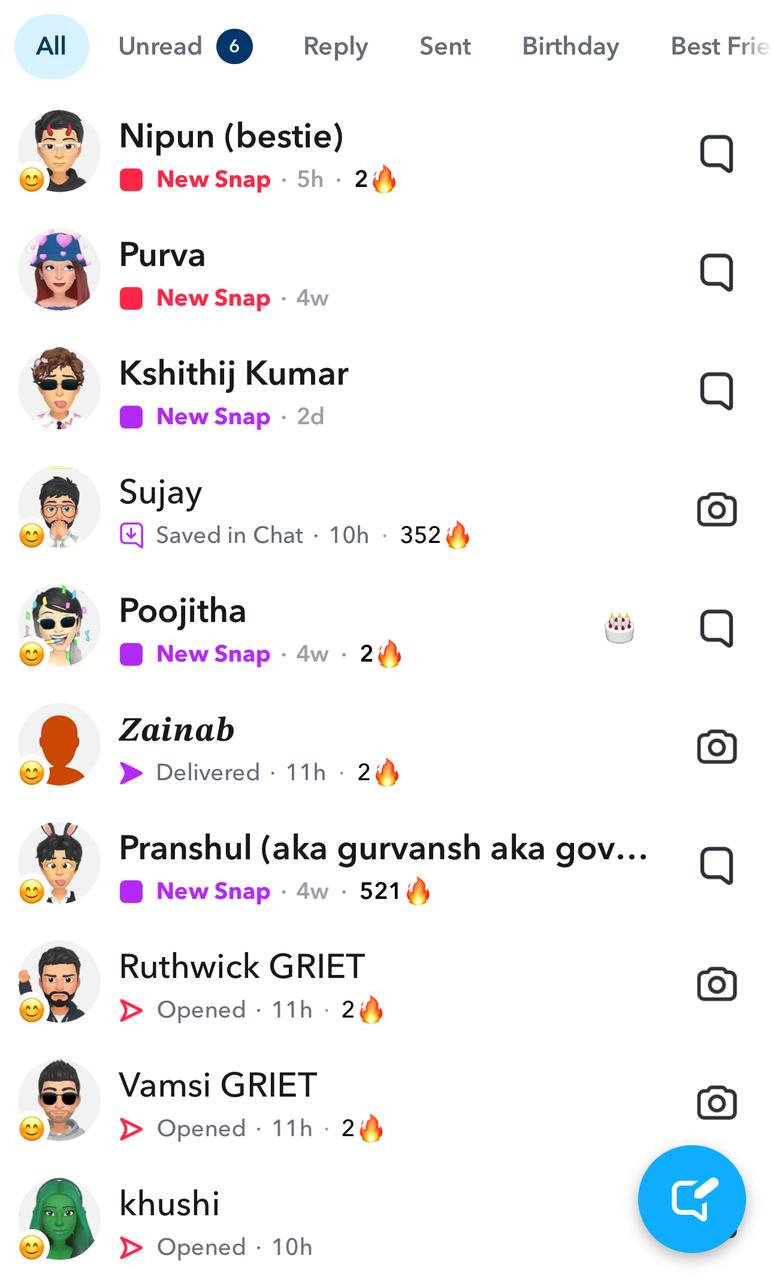 All Unread 6 Reply Sent Birthday Best Frie
Nipun (bestie)
New Snap · 5h · 2🔥
Purva
New Snap · 4w
Kshithij Kumar
New Snap · 2d
Sujay
Saved in Chat · 10h · 352🔥
Poojitha
New Snap · 4w · 2🔥
Zainab
Delivered · 11h · 2🔥
Pranshul (aka gurvansh aka gov...
New Snap · 4w · 521🔥
Ruthwick GRIET
Opened · 11h · 2🔥
Vamsi GRIET
Opened · 11h · 2🔥
khushi
Opened · 10h